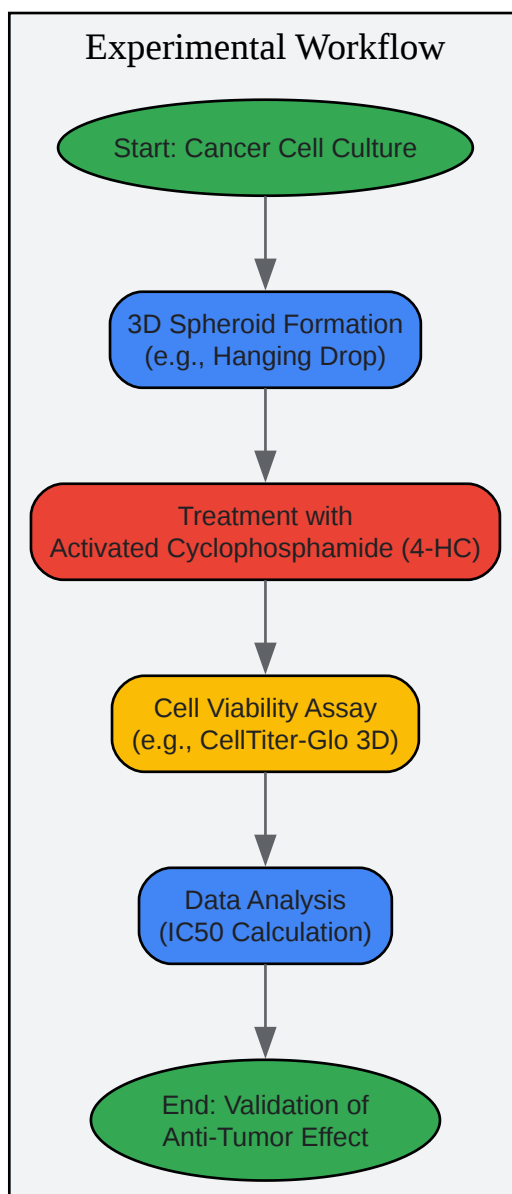 Experimental Workflow
Start: Cancer Cell Culture
3D Spheroid Formation
(e.g., Hanging Drop)
Treatment with
Activated Cyclophosphamide (4-HC)
Cell Viability Assay
(e.g., CellTiter-Glo 3D)
Data Analysis
(IC50 Calculation)
End: Validation of
Anti-Tumor Effect